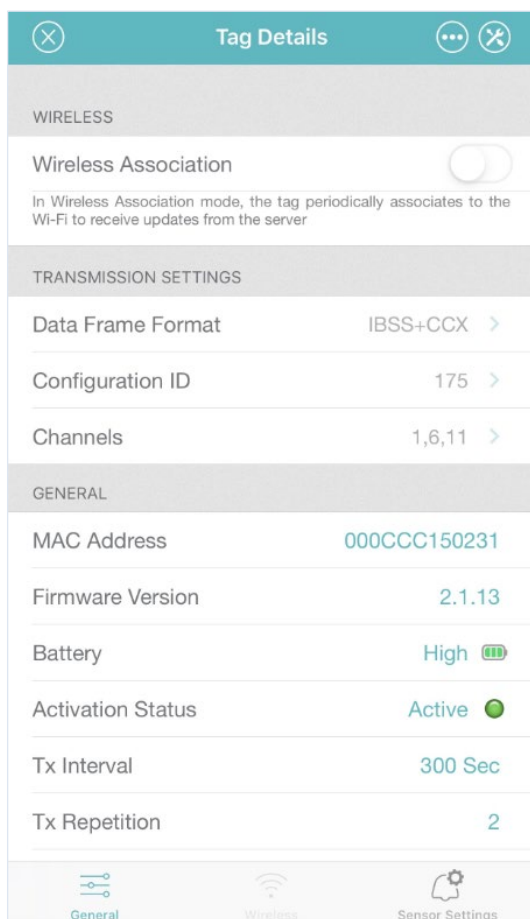 Tag Details
WIRELESS
Wireless Association
In Wireless Association mode, the tag periodically associates to the
Wi-Fi to receive updates from the server
TRANSMISSION SETTINGS
Data Frame Format IBSS+CCX
Configuration ID 175
Channels 1,6,11
GENERAL
MAC Address 000CCC150231
Firmware Version 2.1.13
Battery High
Activation Status Active
Tx Interval 300 Sec
Tx Repetition 2
General Wireless Sensor Settings